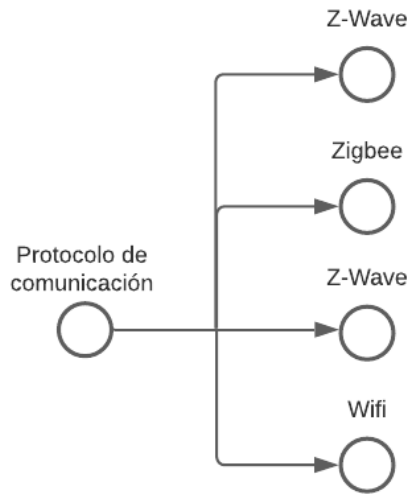 Z-Wave
Zigbee
Protocolo de
comunicación
Z-Wave
Wifi